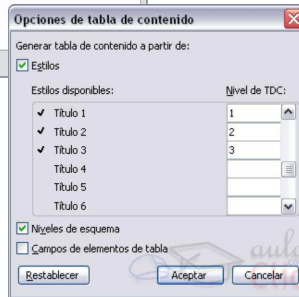 Opciones de tabla de contenido
Generar tabla de contenido a partir de:
Estilos
Estilos disponibles: Nivel de TDC:
Título 1 1
Título 2 2
Título 3 3
Título 4
Título 5
Título 6
Niveles de esquema
Campos de elementos de tabla
aula
Restablecer Aceptar Cancelar